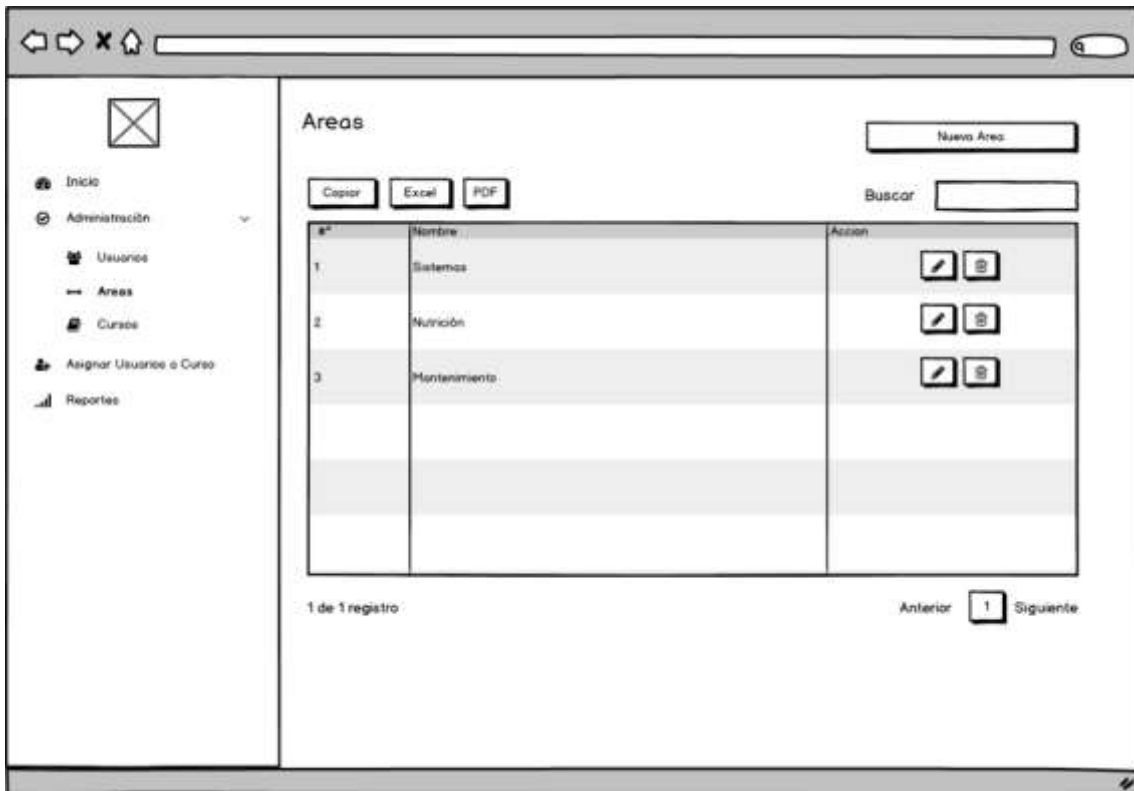 Inicio
Administración
Usuarios
Areas
Cursos
Asignar Usuarios a Curso
Reportes
Areas
Nueva Area
Copiar Excel PDF
Buscar
#° Nombre Accion
1 Sistemas
2 Nutrición
3 Mantenimiento
1 de 1 registro
Anterior 1 Siguiente